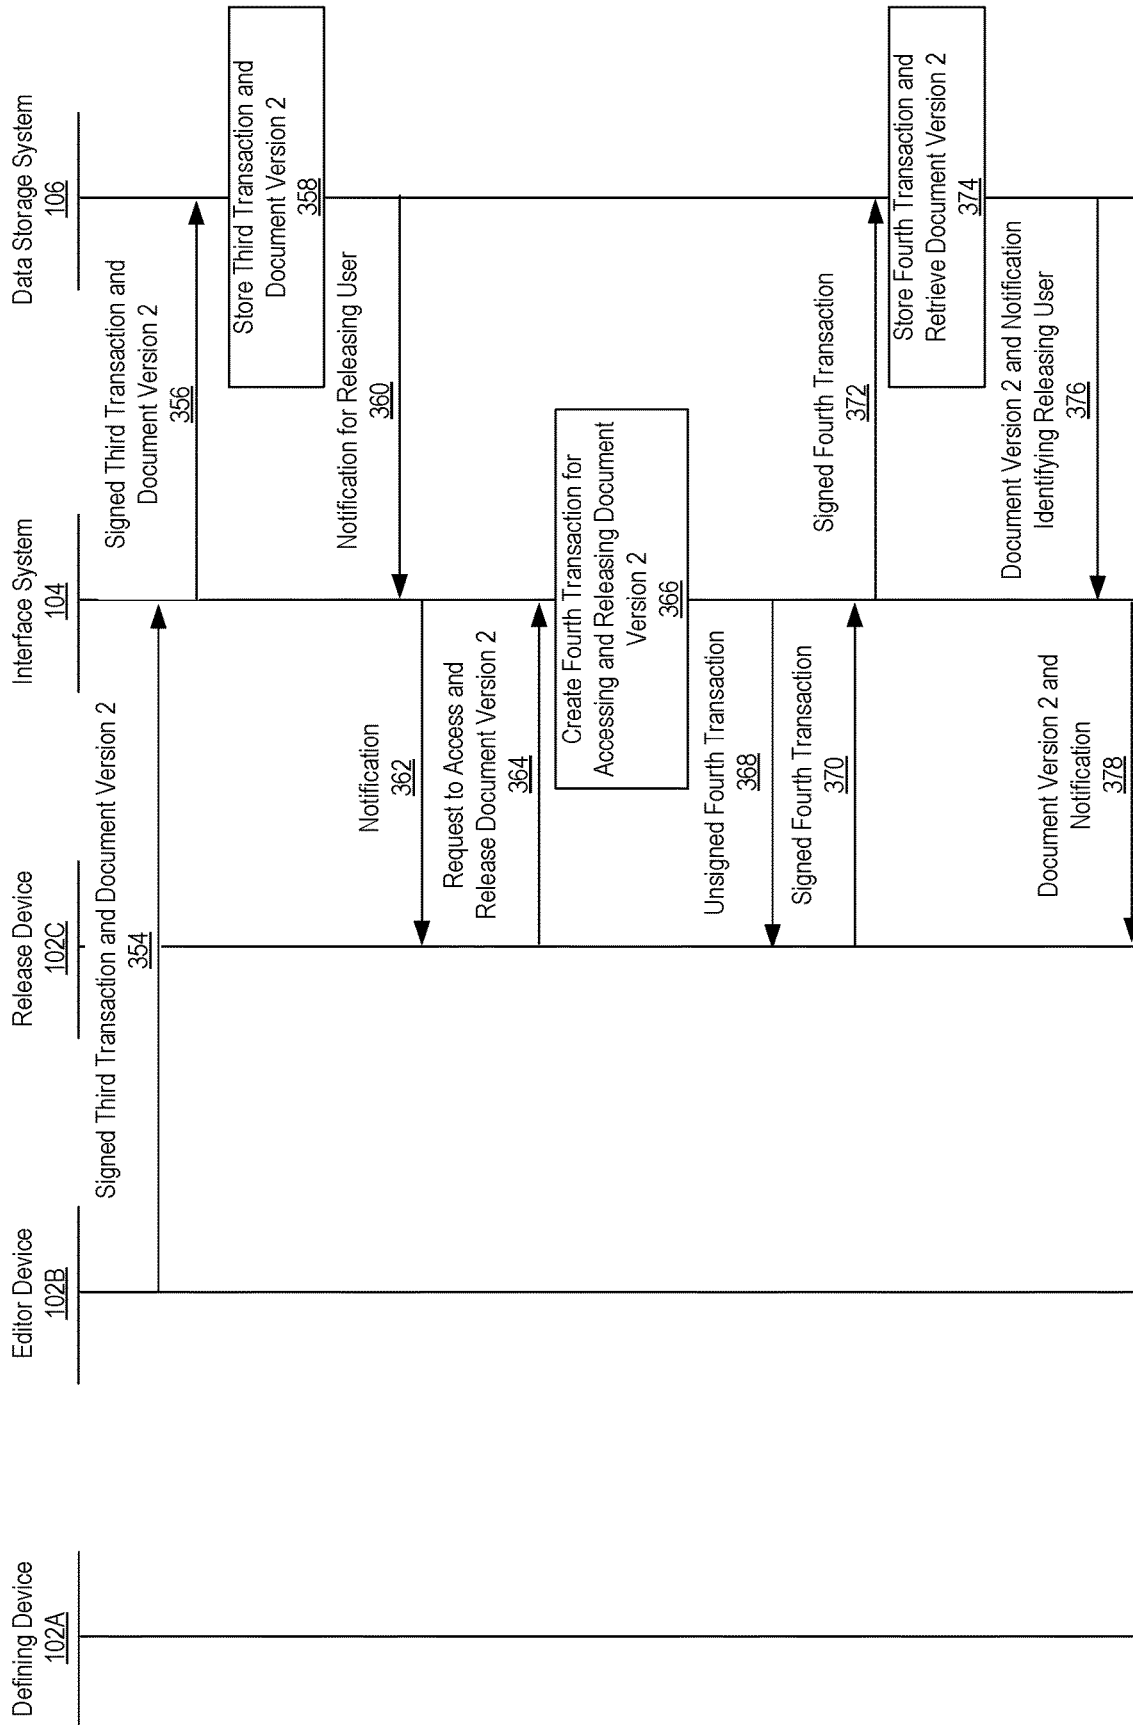 Defining Device
102A
Editor Device
102B
Release Device
102C
Interface System
104
Data Storage System
106
Signed Third Transaction and Document Version 2
354
Signed Third Transaction and
Document Version 2
356
Store Third Transaction and
Document Version 2
358
Notification for Releasing User
360
Notification
362
Request to Access and
Release Document Version 2
364
Create Fourth Transaction for
Accessing and Releasing Document
Version 2
366
Unsigned Fourth Transaction
368
Signed Fourth Transaction
370
Signed Fourth Transaction
372
Store Fourth Transaction and
Retrieve Document Version 2
374
Document Version 2 and Notification
Identifying Releasing User
376
Document Version 2 and
Notification
378